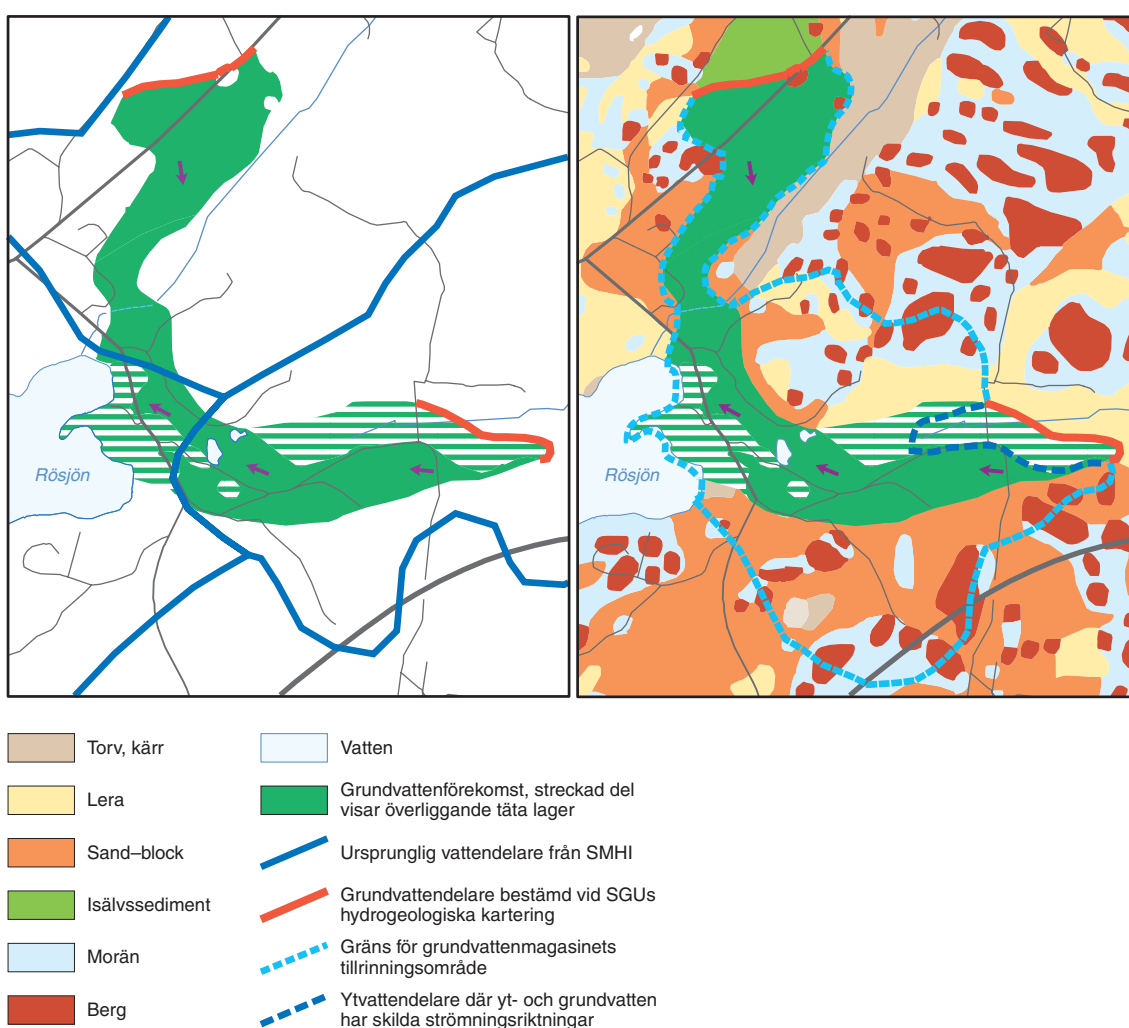 Rösjön
Rösjön
Torv, kärr
Lera
Sand–block
Isälvssediment
Morän
Berg
Vatten
Grundvattenförekomst, streckad del
visar överliggande täta lager
Ursprunglig vattendelare från SMHI
Grundvattendelare bestämd vid SGUs
hydrogeologiska kartering
Gräns för grundvattenmagasinets
tillrinningsområde
Ytvattendelare där yt- och grundvatten
har skilda strömningsriktningar